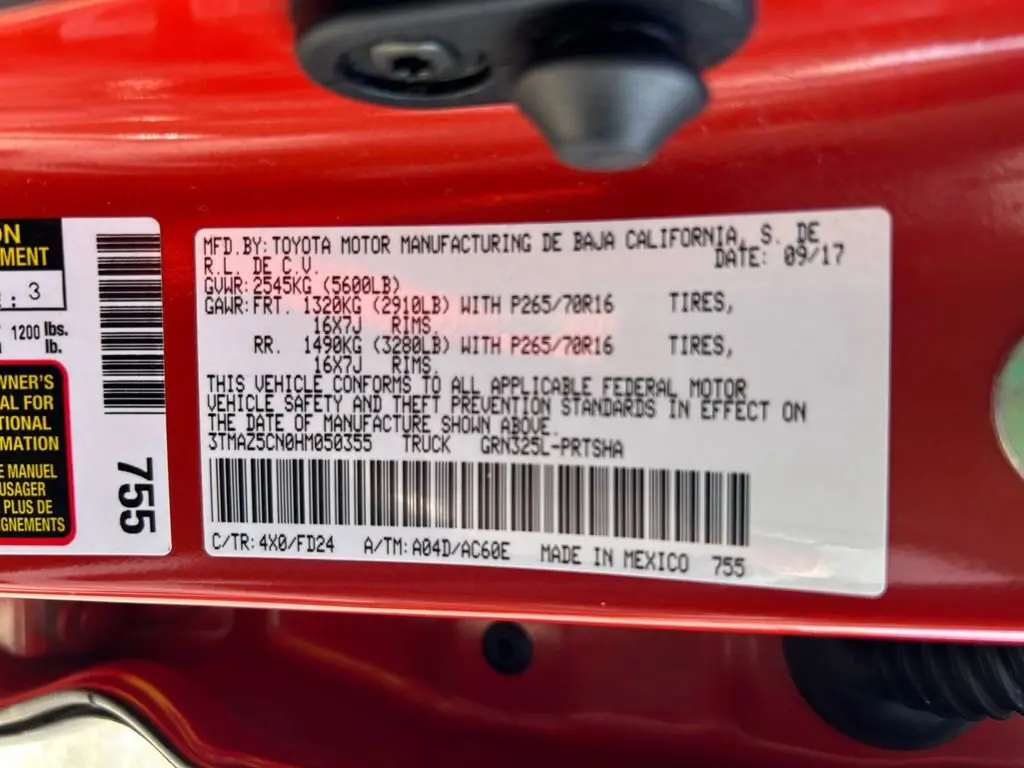 ON
MENT
: 3
1200 lbs.
lb.
WNER'S
AL FOR
TIONAL
MATION
E MANUEL
USAGER
PLUS DE
GNEMENTS
755
MFD.BY:TOYOTA MOTOR MANUFACTURING DE BAJA CALIFORNIA, S. DE
R.L. DE C.V. DATE: 09/17
GVWR:2545KG (5600LB)
GAWR:FRT. 1320KG (2910LB) WITH P265/70R16 TIRES,
16X7J RIMS,
RR. 1490KG (3280LB) WITH P265/70R16 TIRES,
16X7J RIMS,
THIS VEHICLE CONFORMS TO ALL APPLICABLE FEDERAL MOTOR
VEHICLE SAFETY AND THEFT PREVENTION STANDARDS IN EFFECT ON
THE DATE OF MANUFACTURE SHOWN ABOVE.
3TMAZ5CN0HM050355 TRUCK GRN325L-PRTSHA
C/TR:4X0/FD24 A/TM:A04D/AC60E MADE IN MEXICO 755